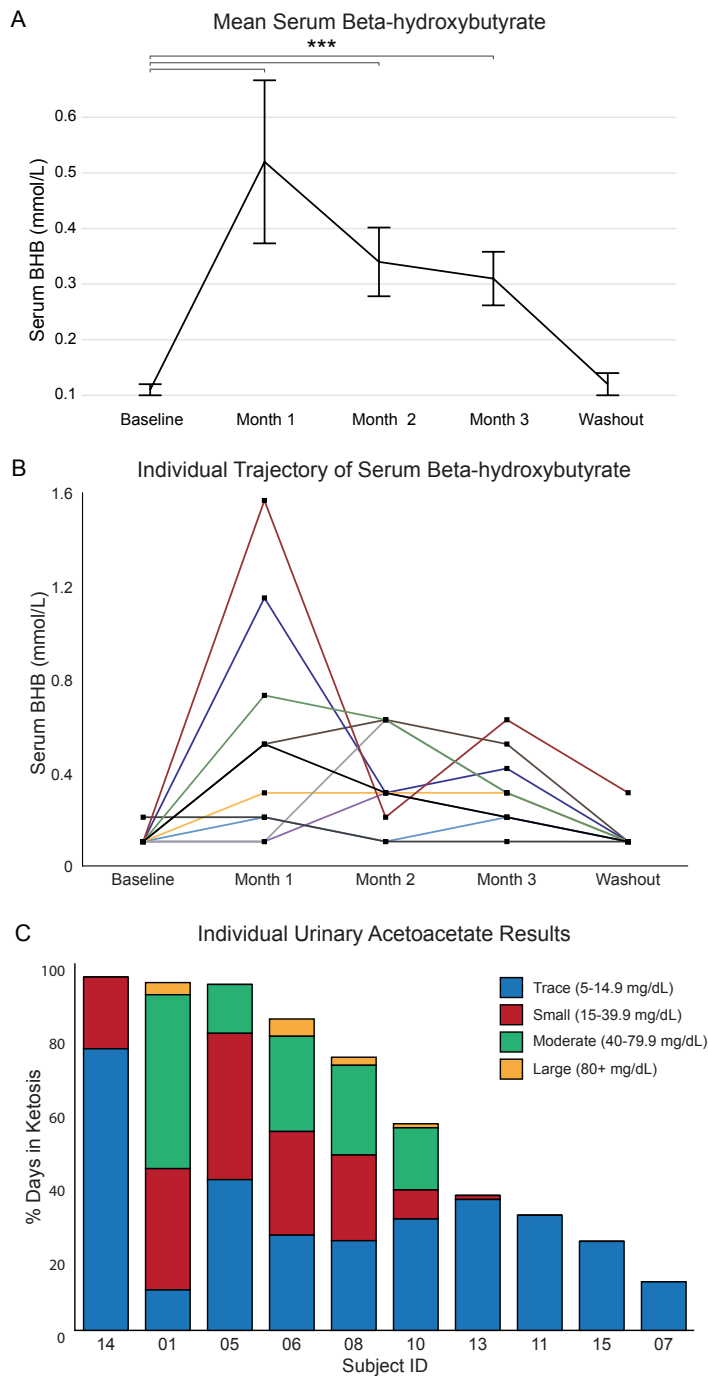 A
Mean Serum Beta-hydroxybutyrate
***
Serum BHB (mmol/L)
0.6
0.5
0.4
0.3
0.2
0.1
Baseline Month 1 Month 2 Month 3 Washout
B
Individual Trajectory of Serum Beta-hydroxybutyrate
Serum BHB (mmol/L)
1.6
1.2
0.8
0.4
0
Baseline Month 1 Month 2 Month 3 Washout
C
Individual Urinary Acetoacetate Results
% Days in Ketosis
100
80
60
40
20
0
Trace (5-14.9 mg/dL)
Small (15-39.9 mg/dL)
Moderate (40-79.9 mg/dL)
Large (80+ mg/dL)
14 01 05 06 08 10 13 11 15 07
Subject ID